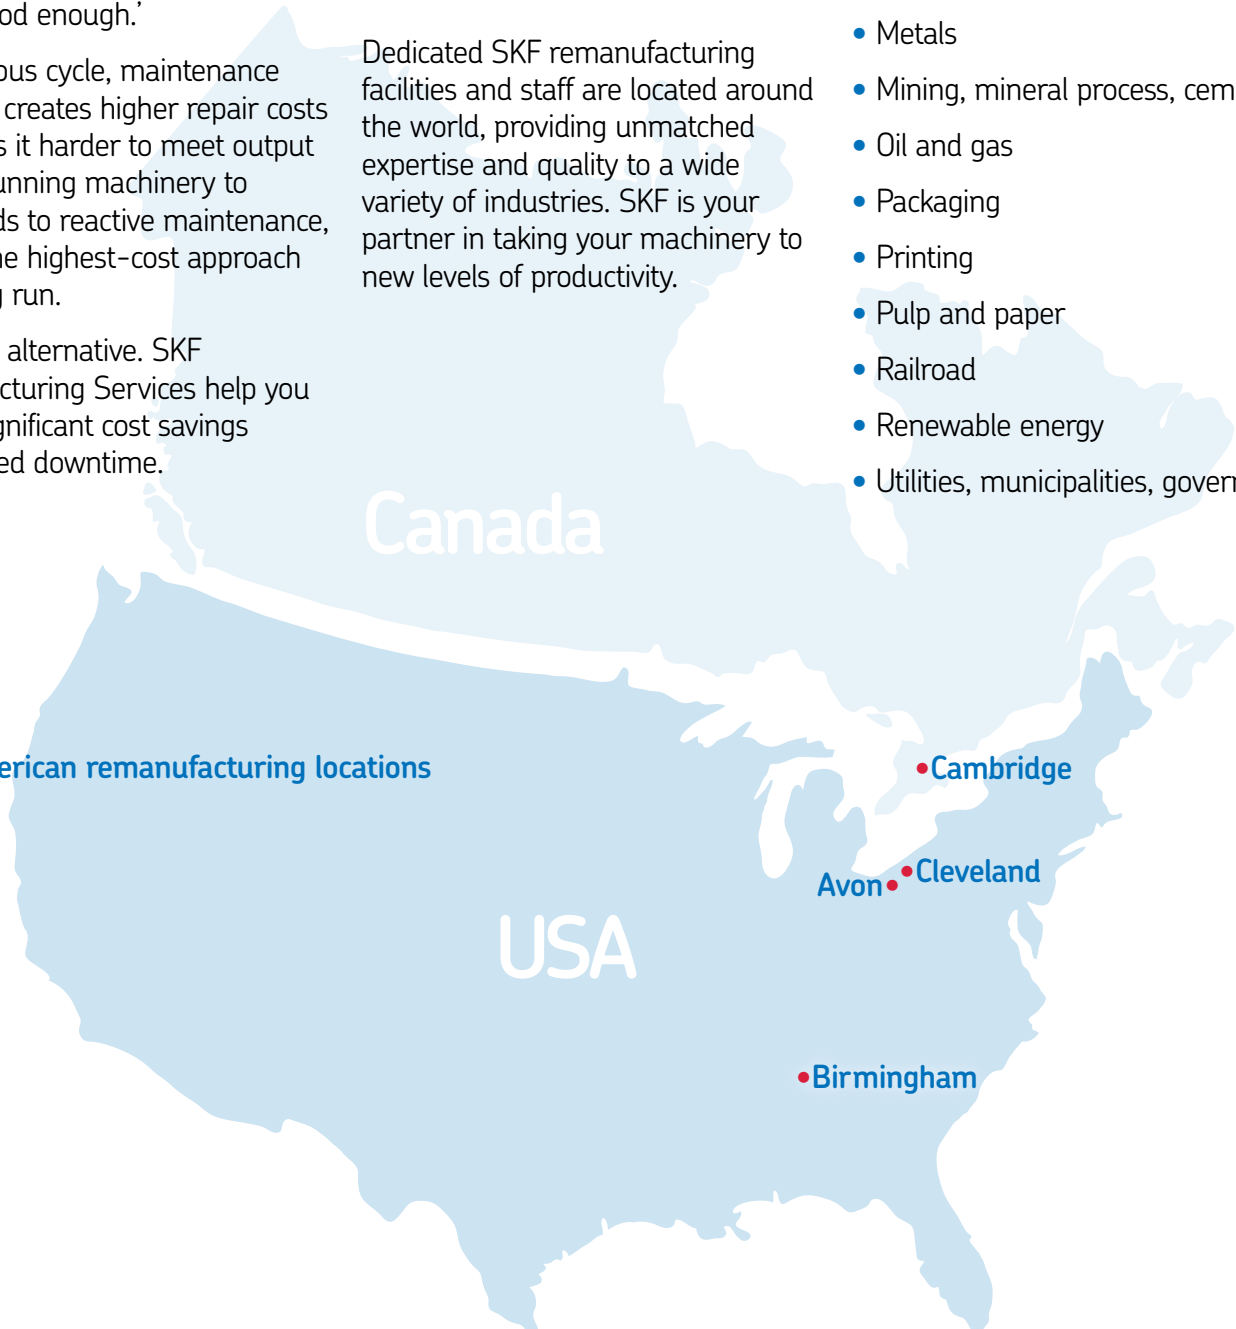 od enough.’
ous cycle, maintenance
creates higher repair costs
s it harder to meet output
unning machinery to
ds to reactive maintenance,
he highest-cost approach
g run.
alternative. SKF
cturing Services help you
gnificant cost savings
ed downtime.
Dedicated SKF remanufacturing
facilities and staff are located around
the world, providing unmatched
expertise and quality to a wide
variety of industries. SKF is your
partner in taking your machinery to
new levels of productivity.
• Metals
• Mining, mineral process, cem
• Oil and gas
• Packaging
• Printing
• Pulp and paper
• Railroad
• Renewable energy
• Utilities, municipalities, govern
Canada
erican remanufacturing locations
Cambridge
Cleveland
Avon
USA
Birmingham